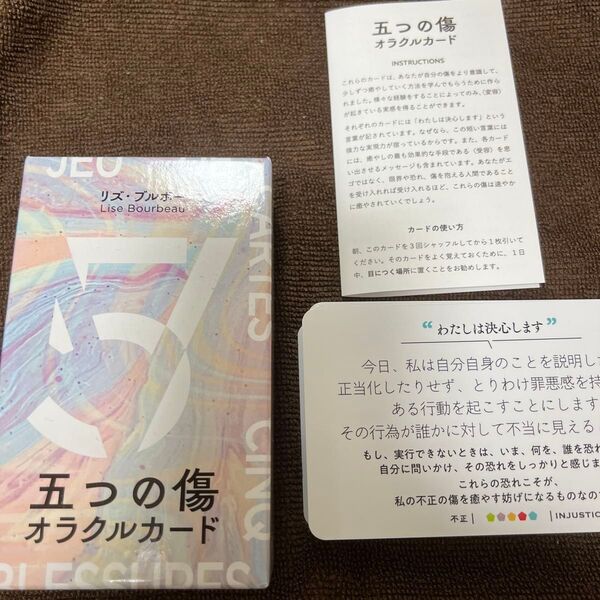 JEU
リズ・ブルボー
Lise Bourbeau
CARTES
CINQ
5
五つの傷
オラクルカード
BLESSURES
五つの傷
オラクルカード
INSTRUCTIONS
これらのカードは、あなたが自分の傷をより意識して、
少しずつ癒やしていく方法を学んでもらうために作ら
れました。様々な経験をすることによってのみ、〈変容〉
が起きている実感を得ることができます。
それぞれのカードには「わたしは決心します」という
言葉が記されています。なぜなら、この短い言葉には
強力な実現力が宿っているからです。また、各カード
には、癒やしの最も効果的な手段である〈受容〉を思
い出させるメッセージも含まれています。あなたがエ
ゴではなく、限界や恐れ、傷を抱える人間であること
を受け入れれば受け入れるほど、これらの傷は速やか
に癒やされていくでしょう。
カードの使い方
朝、このカードを3回シャッフルしてから1枚引いて
ください。そのカードをよく覚えておくために、1日
中、目につく場所に置くことをお勧めします。
“わたしは決心します”
今日、私は自分自身のことを説明し
正当化したりせず、とりわけ罪悪感を持
ある行動を起こすことにします
その行為が誰かに対して不当に見える
もし、実行できないときは、いま、何を、誰を恐れ
自分に問いかけ、その恐れをしっかりと感じま
これらの恐れこそが、
私の不正の傷を癒やす妨げになるものなので
不正 | INJUSTIC